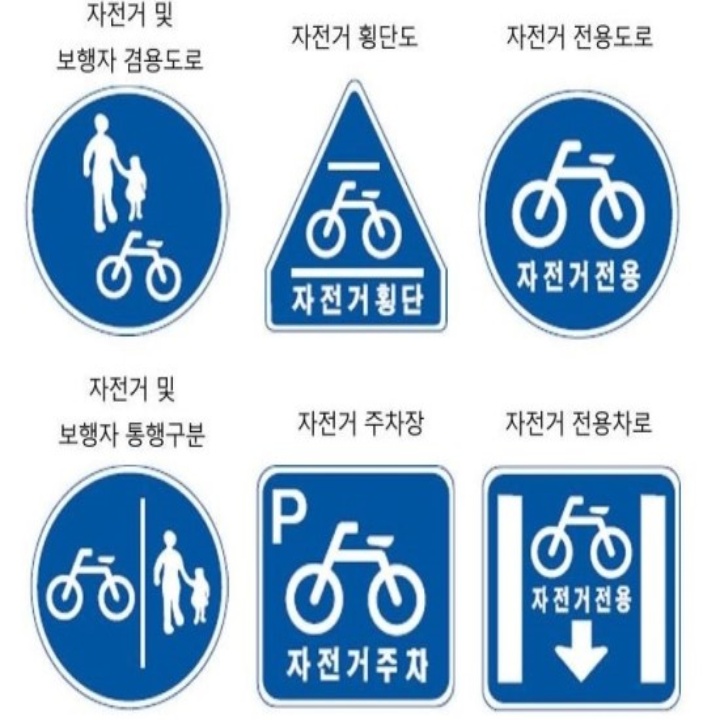 자전거 및
보행자 겸용도로
자전거 횡단도
자전거 전용도로
자전거횡단
자전거전용
자전거 및
보행자 통행구분
자전거 주차장
자전거 전용차로
P
자전거주차
자전거전용